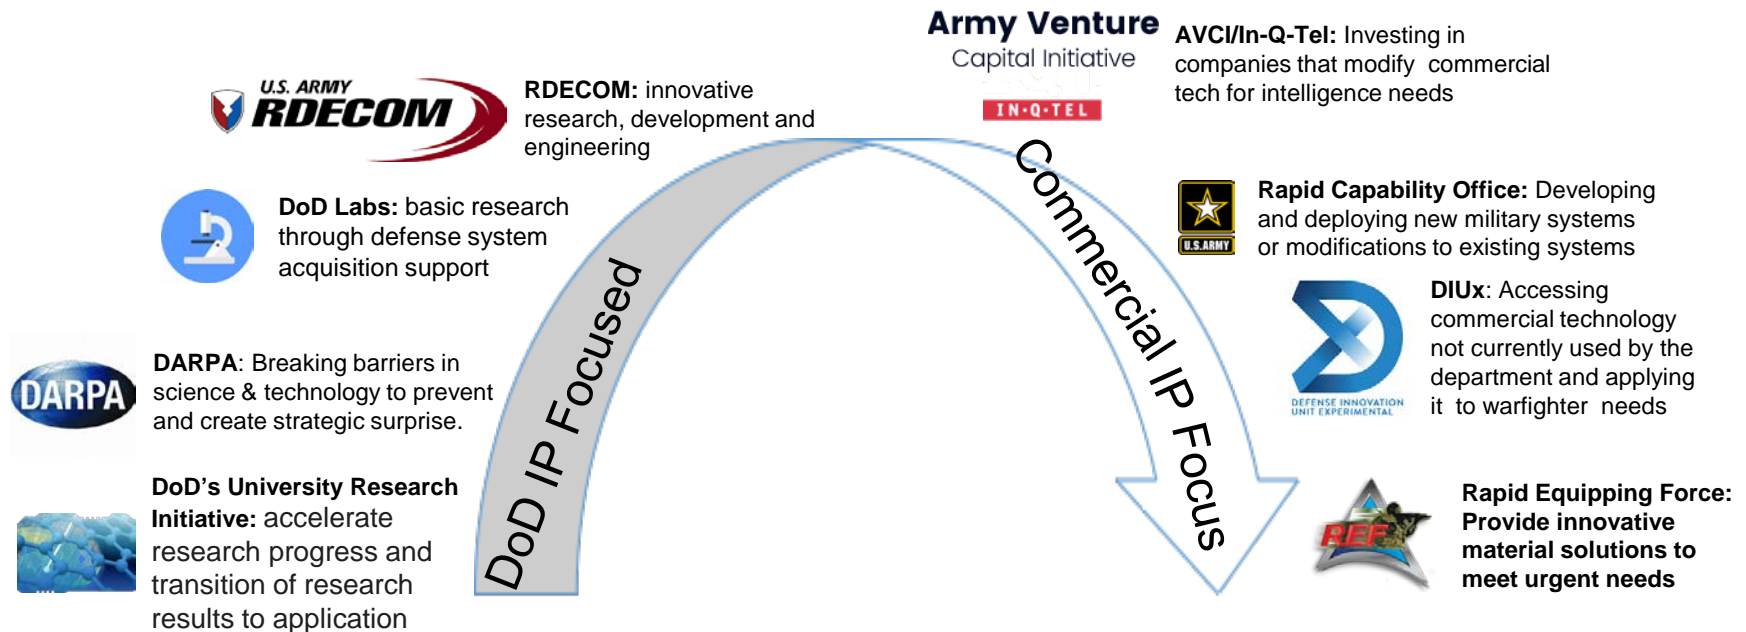 Army Venture
Capital Initiative
IN·Q·TEL
AVCI/In-Q-Tel: Investing in
companies that modify commercial
tech for intelligence needs
U.S. ARMY
RDECOM
RDECOM: innovative
research, development and
engineering
DoD Labs: basic research
through defense system
acquisition support
DARPA
DARPA: Breaking barriers in
science & technology to prevent
and create strategic surprise.
DoD’s University Research
Initiative: accelerate
research progress and
transition of research
results to application
DoD IP Focused
Commercial IP Focus
U.S.ARMY
Rapid Capability Office: Developing
and deploying new military systems
or modifications to existing systems
DEFENSE INNOVATION
UNIT EXPERIMENTAL
DIUx: Accessing
commercial technology
not currently used by the
department and applying
it to warfighter needs
REF
Rapid Equipping Force:
Provide innovative
material solutions to
meet urgent needs